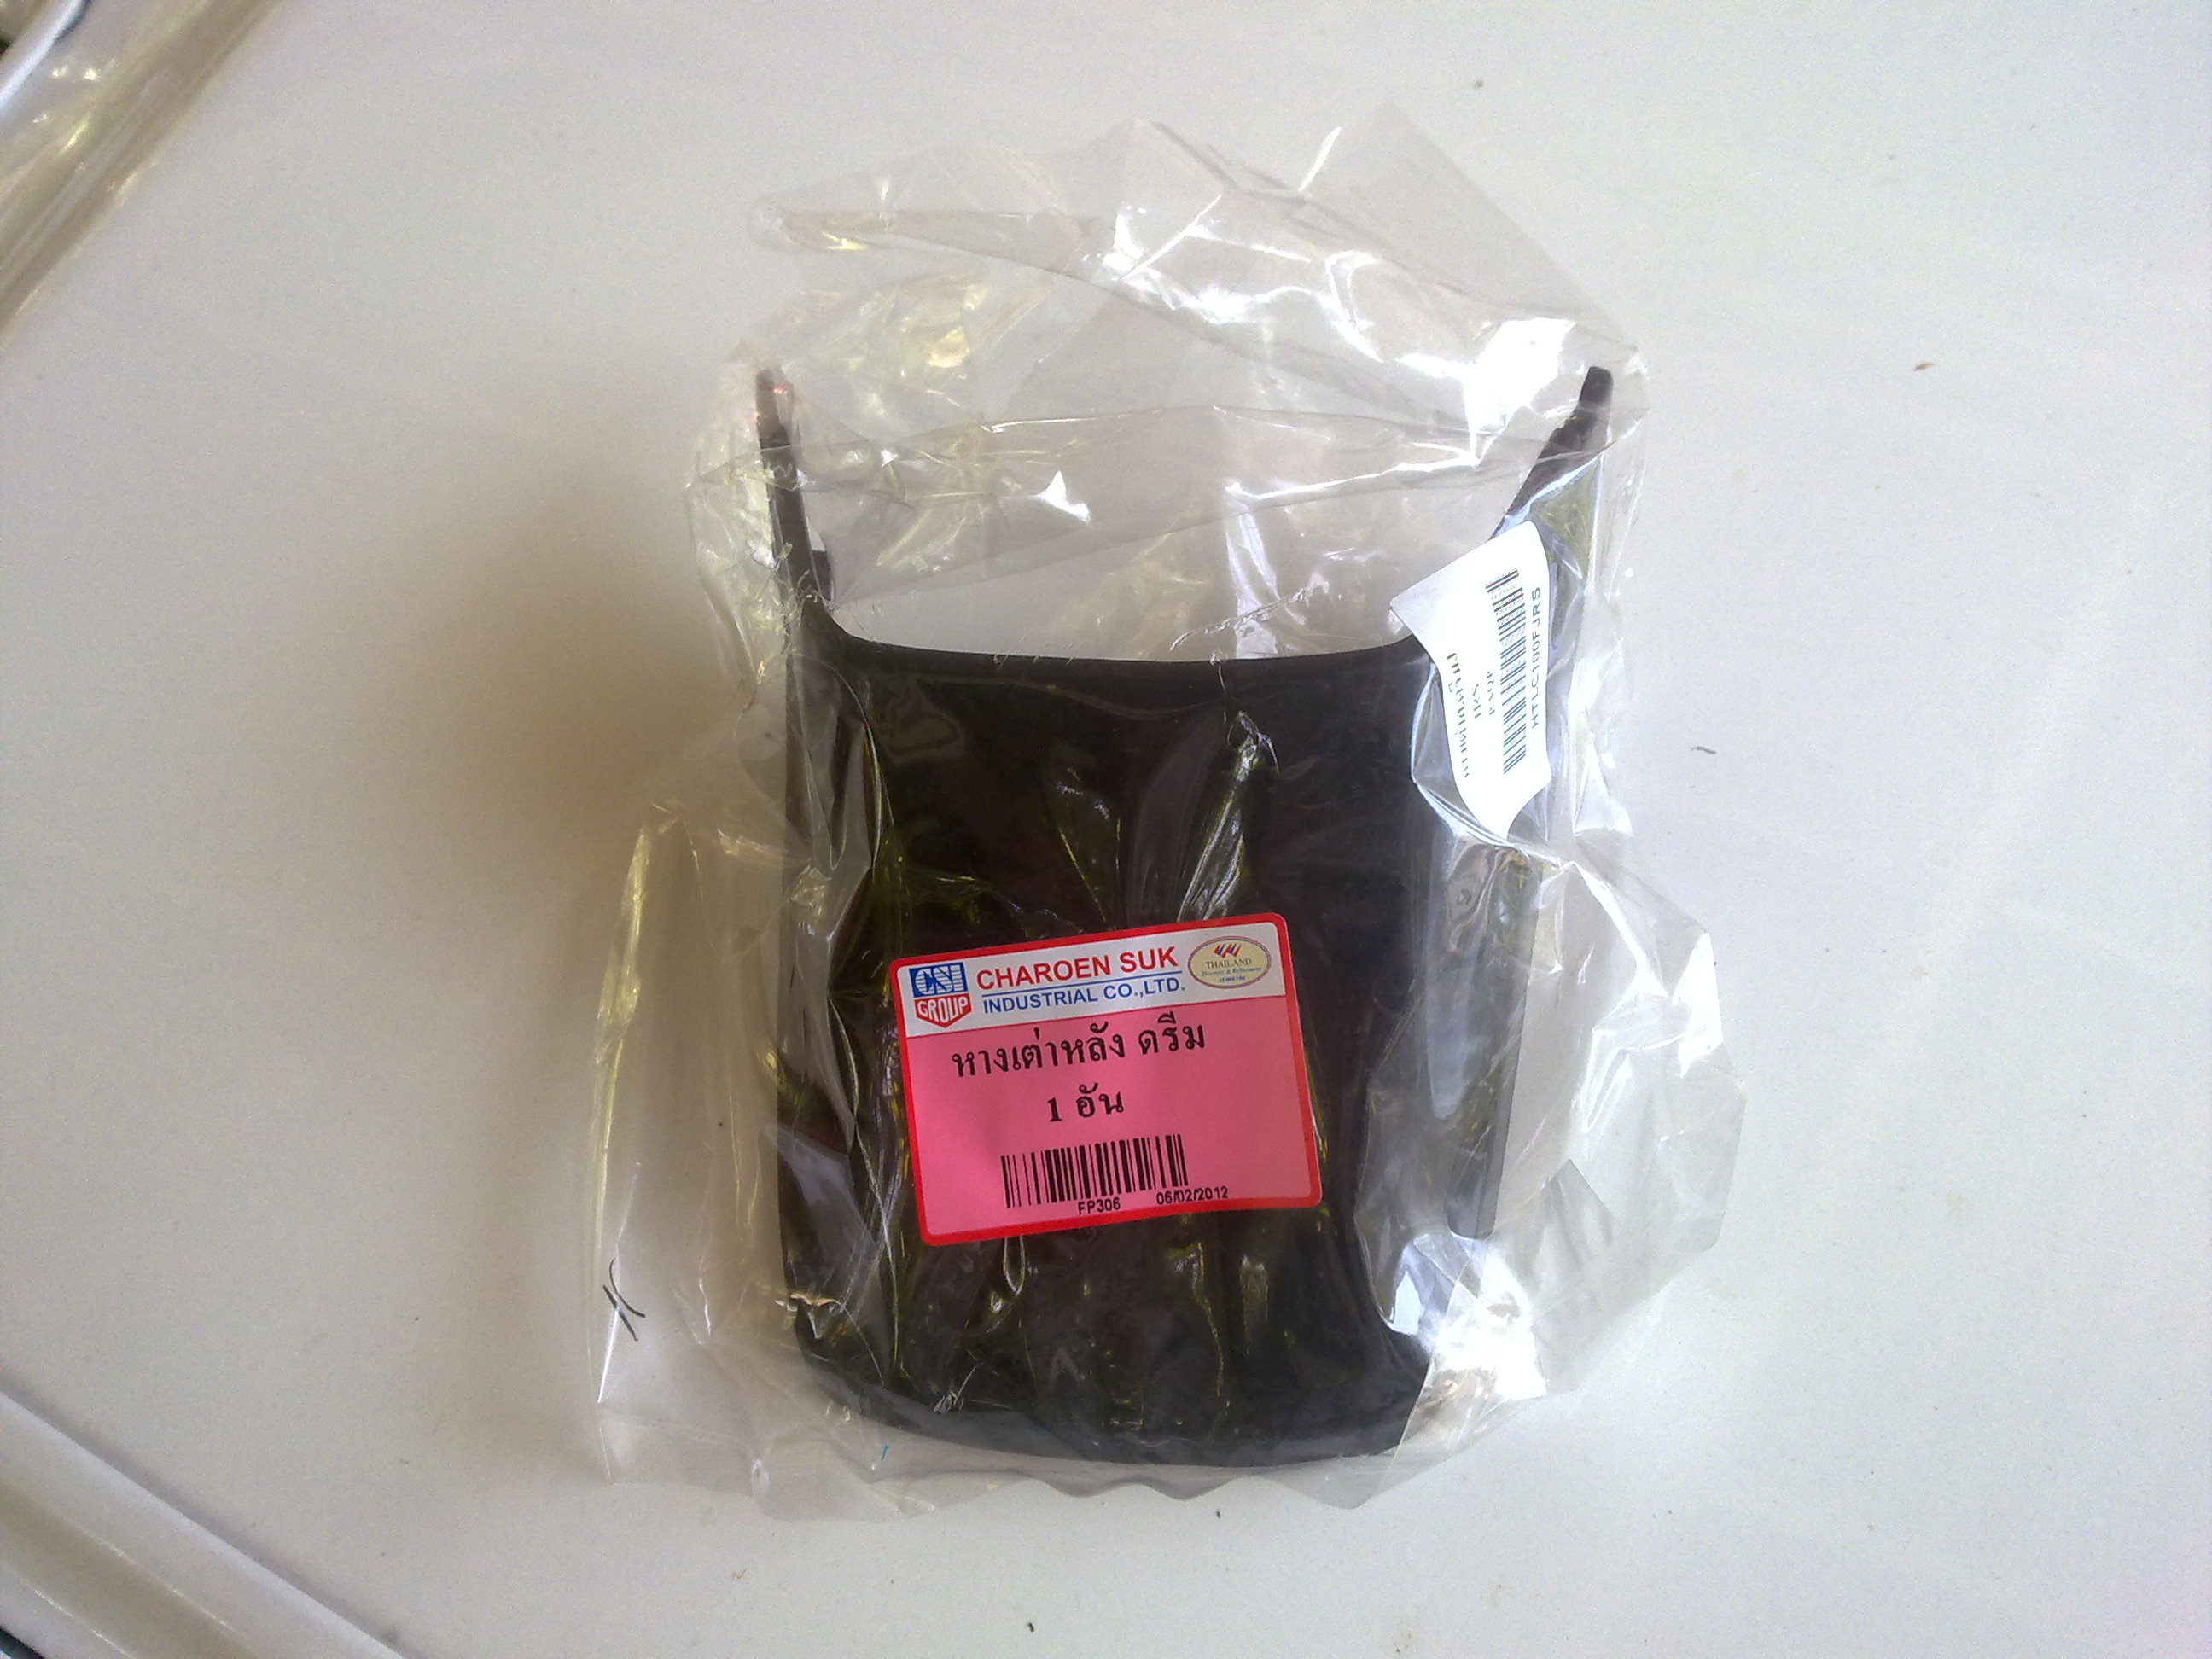 CSI
GROUP
CHAROEN SUK
INDUSTRIAL CO.,LTD.
THAILAND
หางเต่าหลัง ดรีม
1 อัน
FP306 06/02/2012
HTLC100FJRS